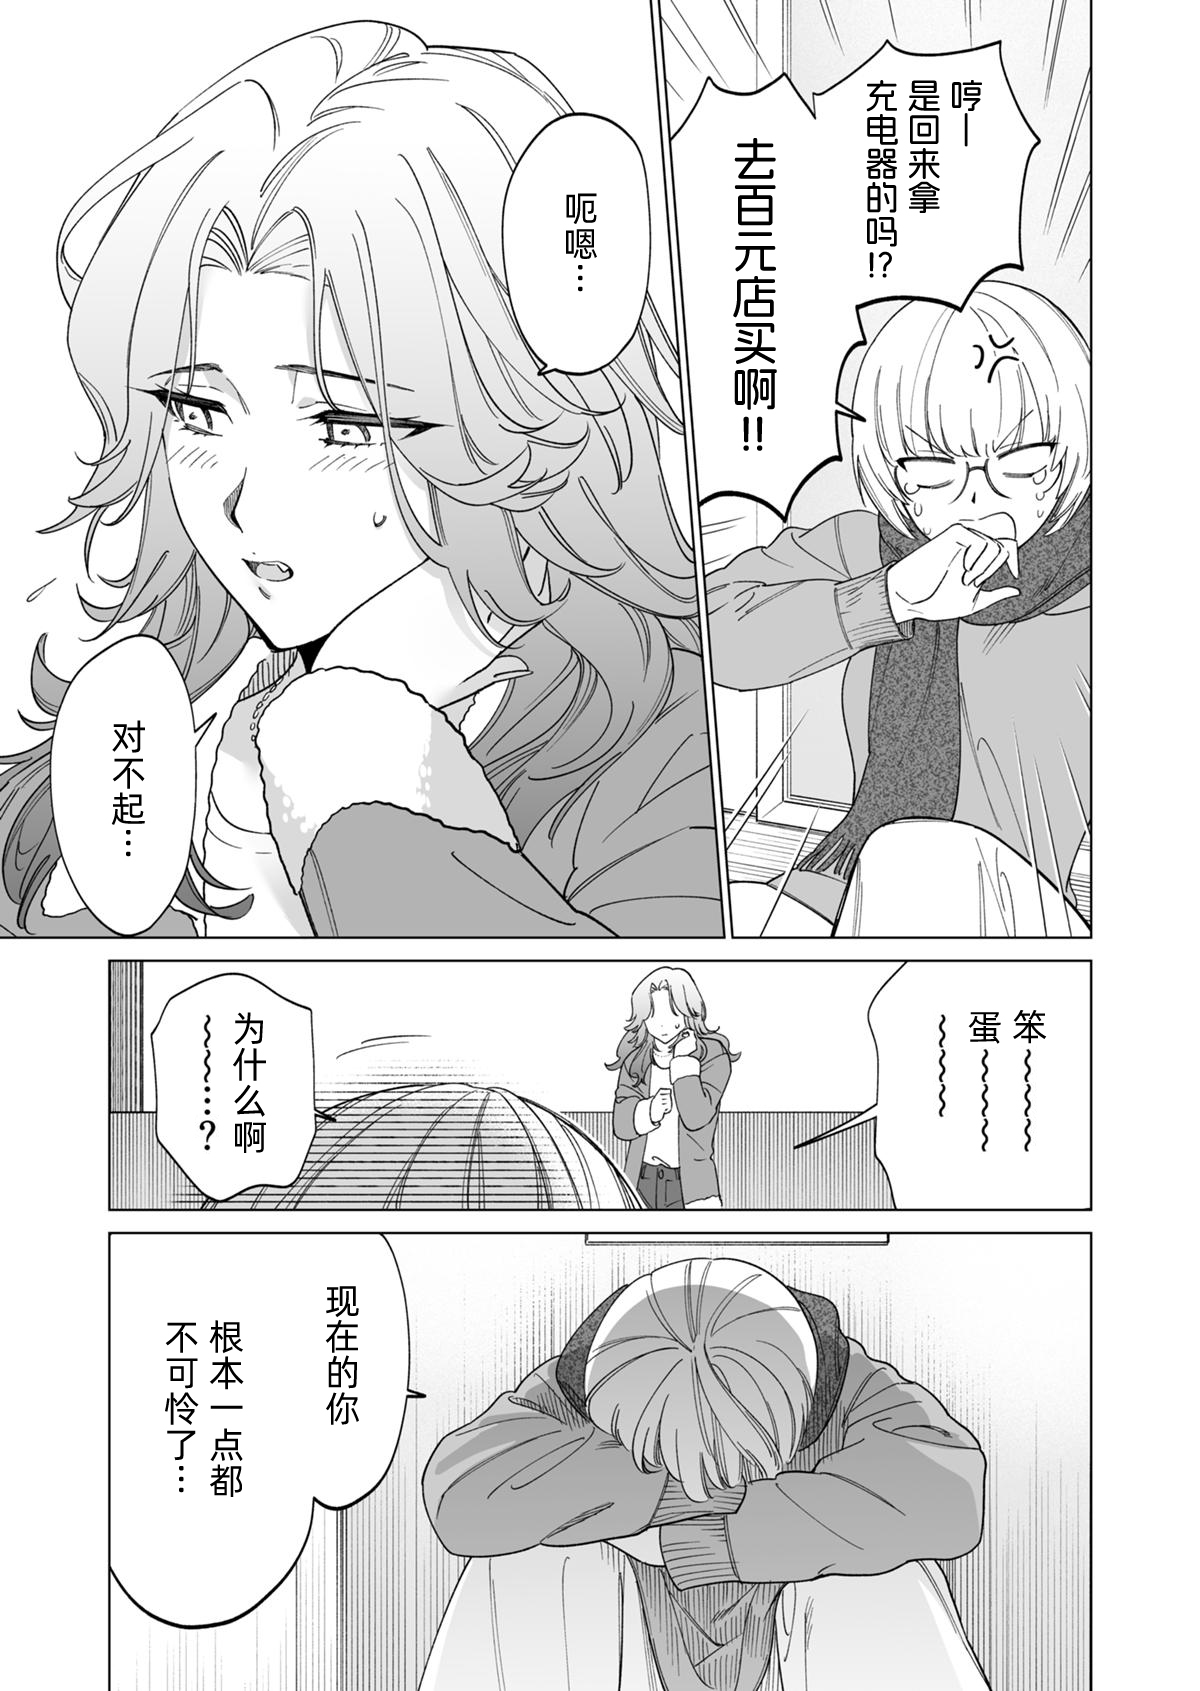 哼—
是回来拿
充电器的吗!?
去百元店买啊!!
呃嗯…
对不起…
笨～～～
蛋～～～
～～～～
为什么啊
～～～…?
现在的你
根本一点都
不可怜了…